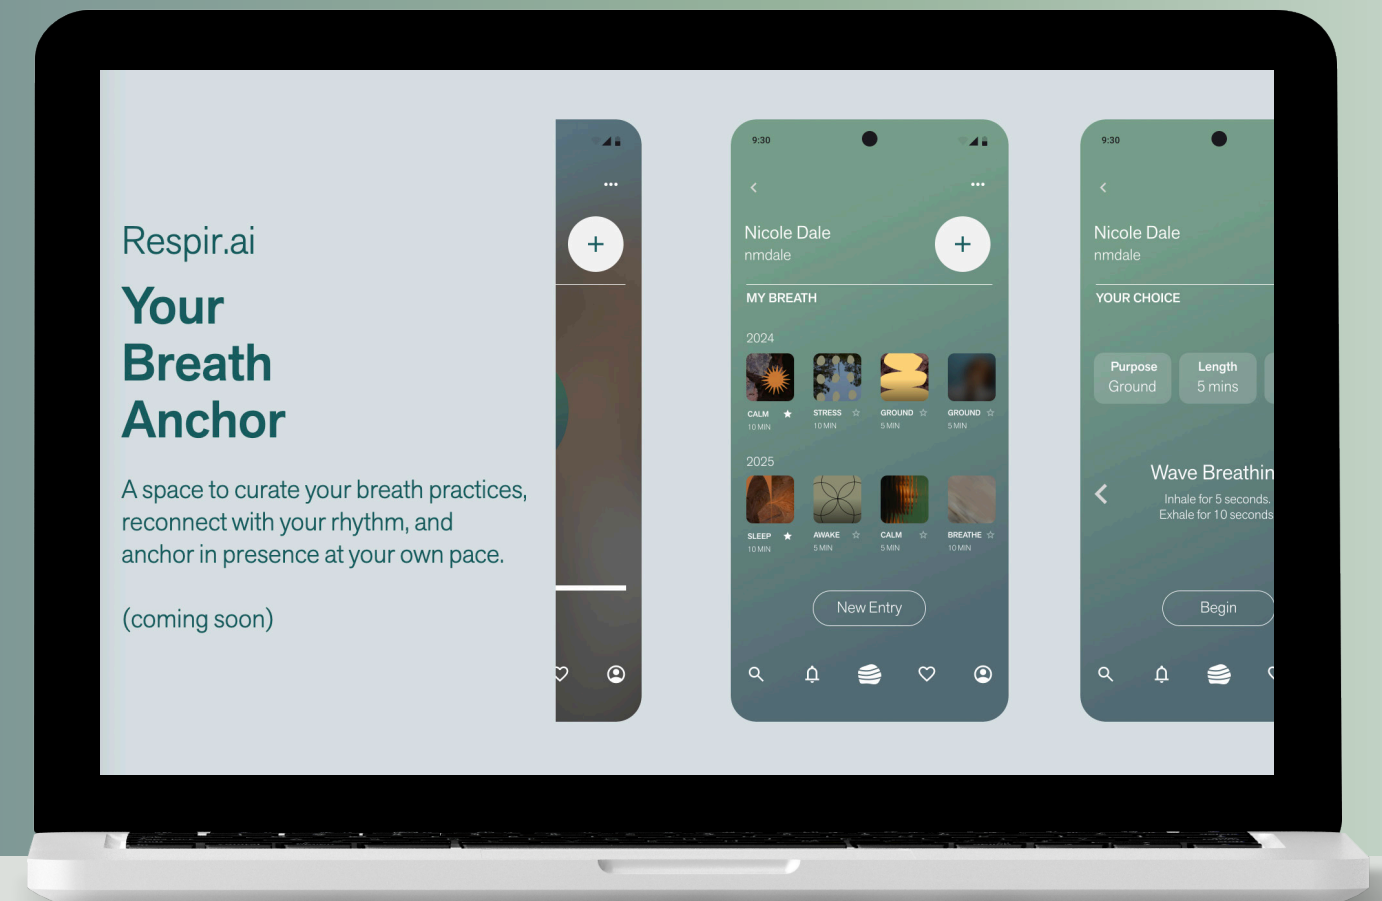 Respir.ai
Your
Breath
Anchor
A space to curate your breath practices,
reconnect with your rhythm, and
anchor in presence at your own pace.
(coming soon)
9:30
Nicole Dale
nmdale
MY BREATH
2024
CALM
10 MIN
STRESS
10 MIN
GROUND
5 MIN
GROUND
5 MIN
2025
SLEEP
10 MIN
AWAKE
5 MIN
CALM
5 MIN
BREATHE
10 MIN
New Entry
9:30
Nicole Dale
nmdale
YOUR CHOICE
Purpose
Ground
Length
5 mins
Wave Breathin
Inhale for 5 seconds.
Exhale for 10 seconds
Begin